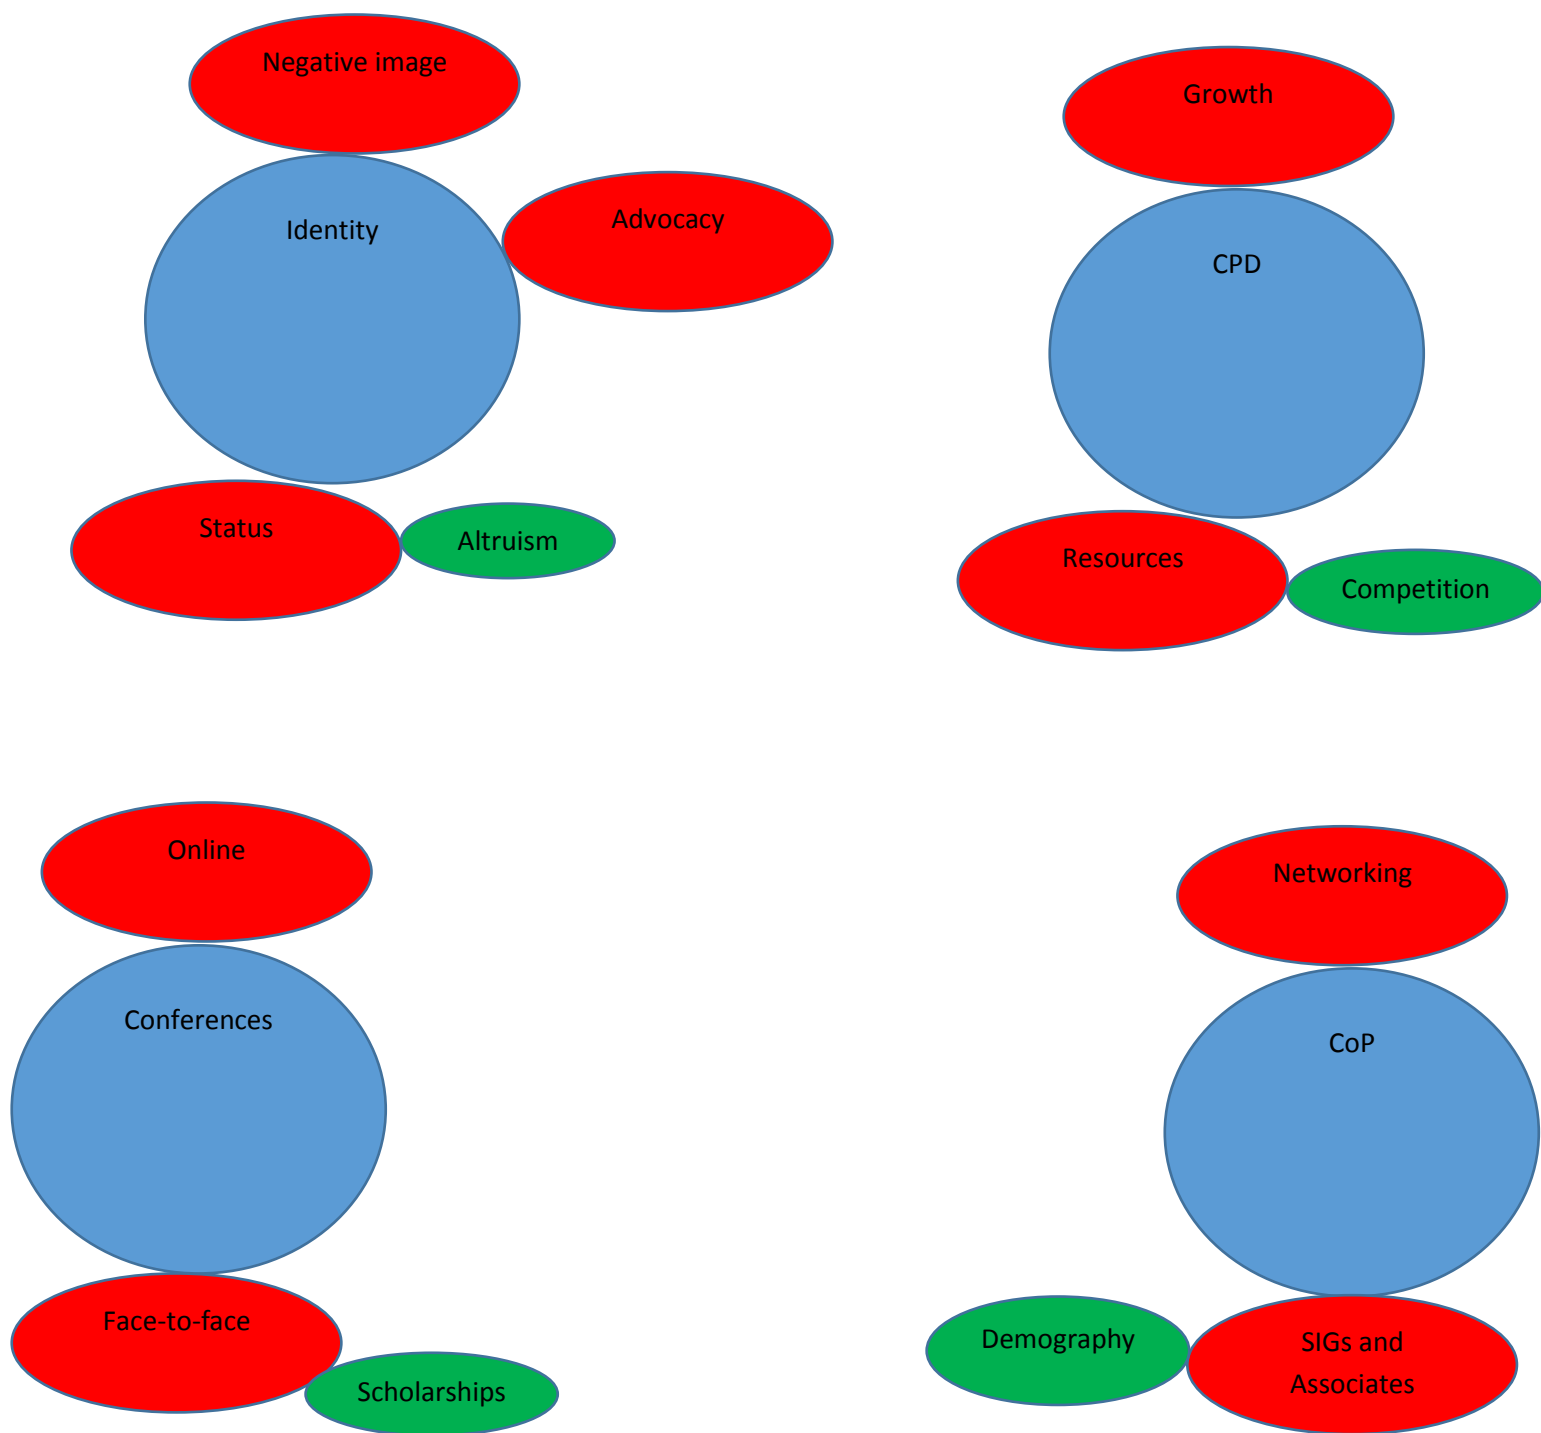 Negative image
Advocacy
Identity
Status
Altruism
Growth
CPD
Resources
Competition
Online
Conferences
Face-to-face
Scholarships
Networking
CoP
Demography
SIGs and
Associates